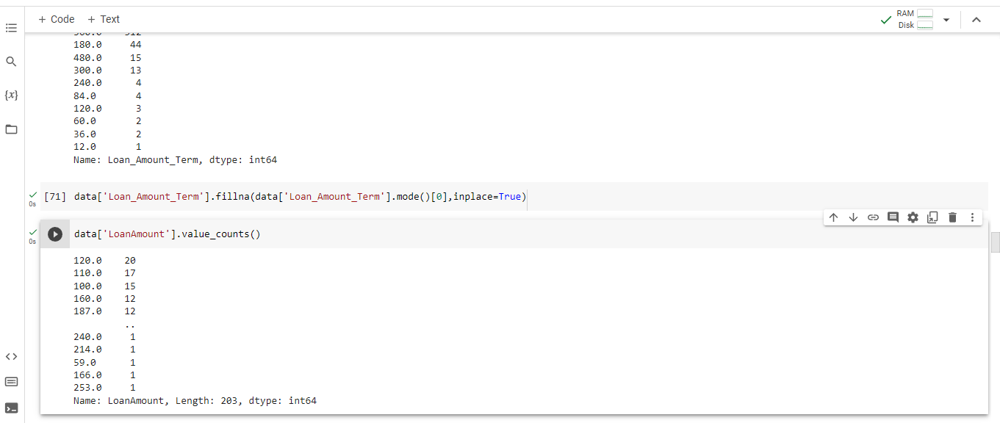 + Code + Text
RAM
Disk
180.0 44
480.0 15
300.0 13
240.0 4
84.0 4
120.0 3
60.0 2
36.0 2
12.0 1
Name: Loan_Amount_Term, dtype: int64
[71] data['Loan_Amount_Term'].fillna(data['Loan_Amount_Term'].mode()[0],inplace=True)
0s
data['LoanAmount'].value_counts()
0s
120.0 20
110.0 17
100.0 15
160.0 12
187.0 12
..
240.0 1
214.0 1
59.0 1
166.0 1
253.0 1
Name: LoanAmount, Length: 203, dtype: int64
{x}